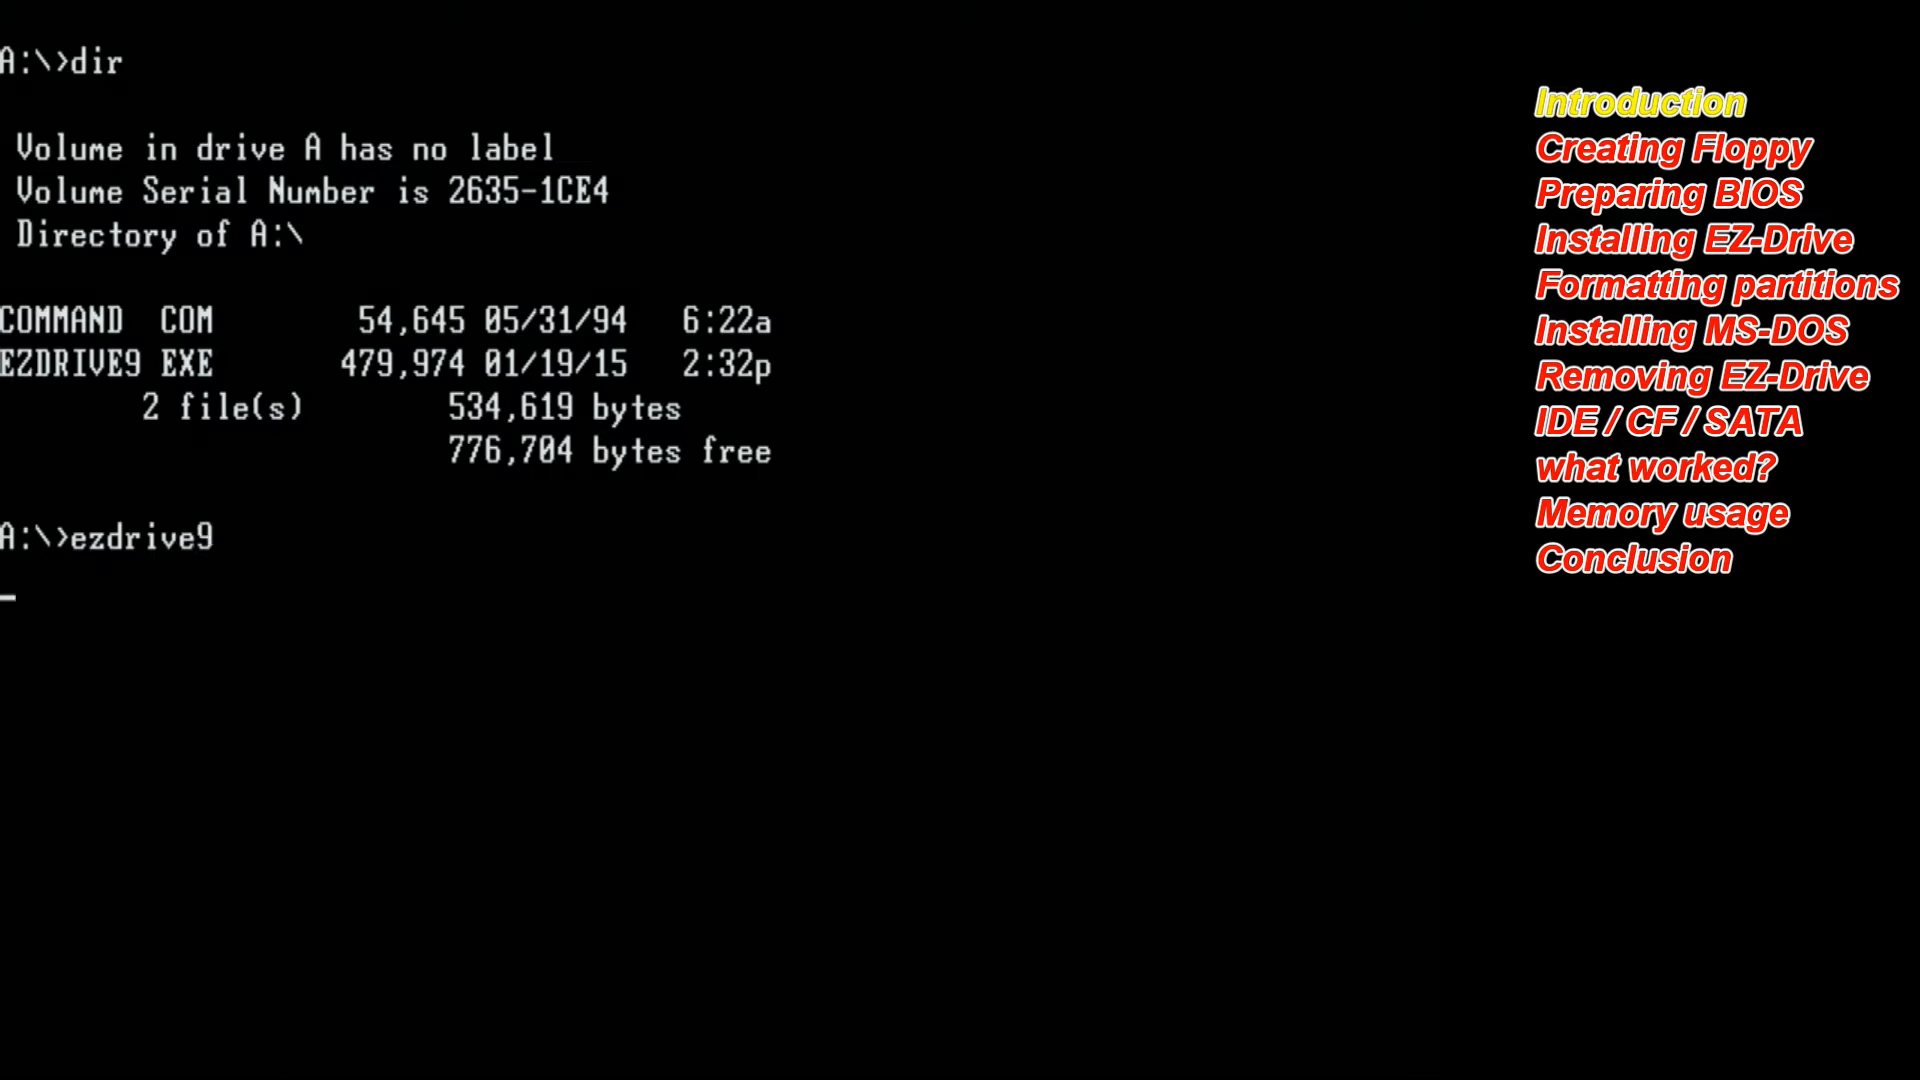 A:\>dir
Volume in drive A has no label
Volume Serial Number is 2635-1CE4
Directory of A:\
COMMAND COM 54,645 05/31/94 6:22a
EZDRIVE9 EXE 479,974 01/19/15 2:32p
2 file(s) 534,619 bytes
776,704 bytes free
A:\>ezdrive9
Introduction
Creating Floppy
Preparing BIOS
Installing EZ-Drive
Formatting partitions
Installing MS-DOS
Removing EZ-Drive
IDE / CF / SATA
what worked?
Memory usage
Conclusion